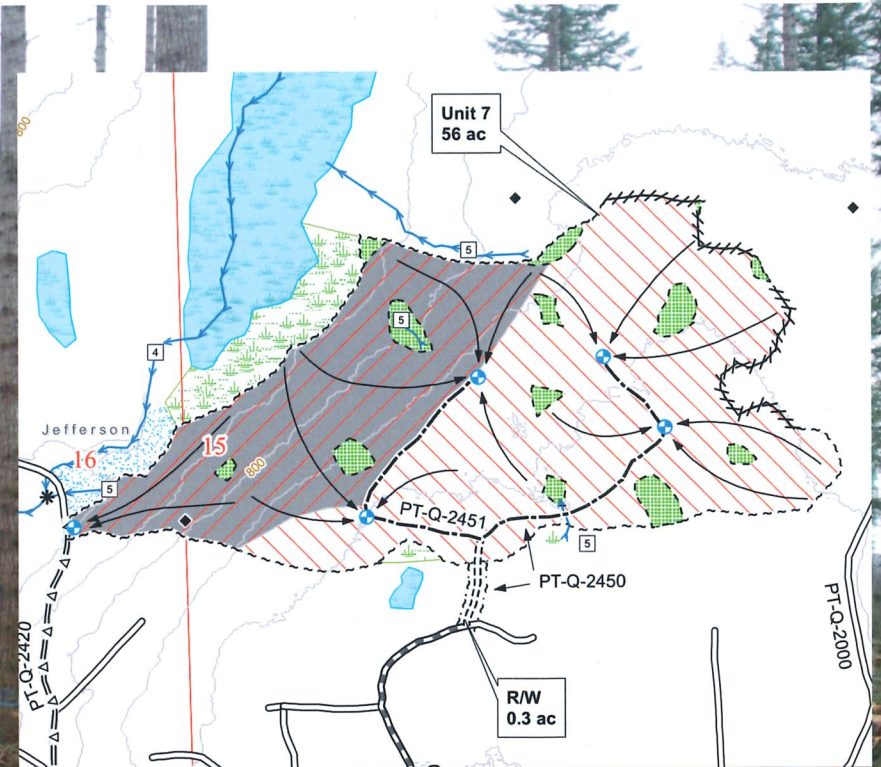 800
Unit 7
56 ac
5
5
4
Jefferson
15
16
800
5
PT-Q-2451
5
PT-Q-2450
PT-Q-2420
PT-Q-2000
R/W
0.3 ac